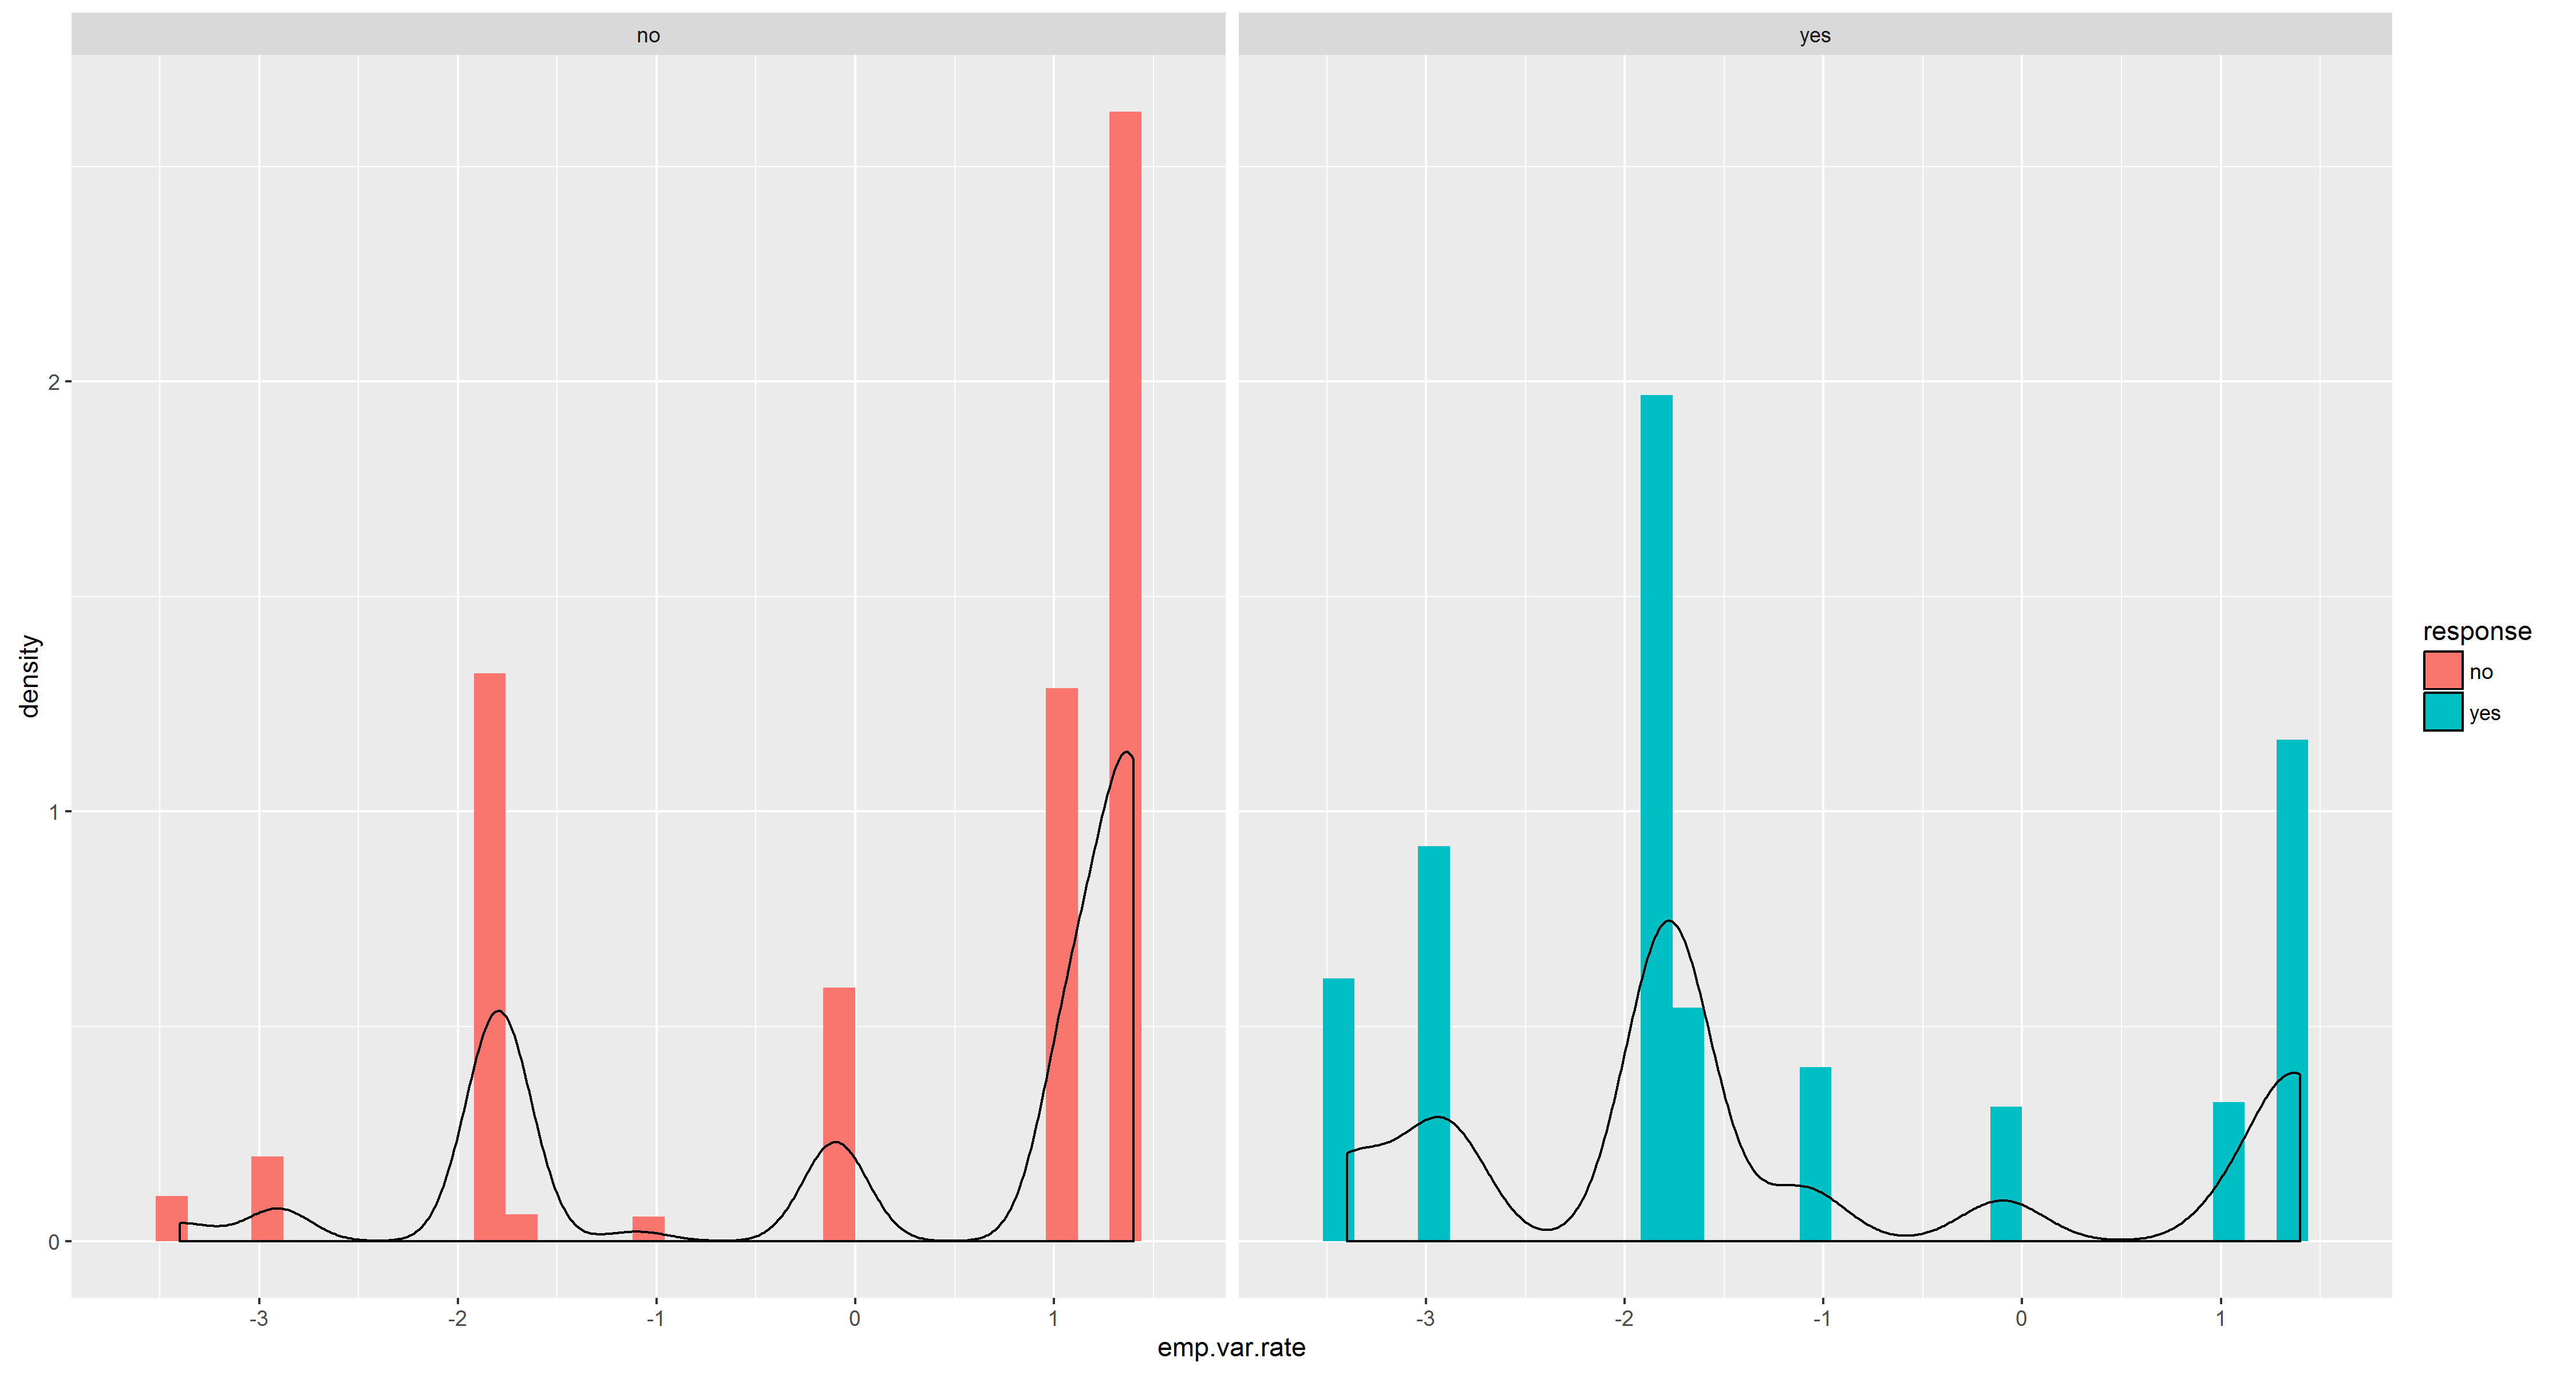 no
yes
2
1
0
density
-3
-2
-1
0
1
-3
-2
-1
0
1
emp.var.rate
response
no
yes